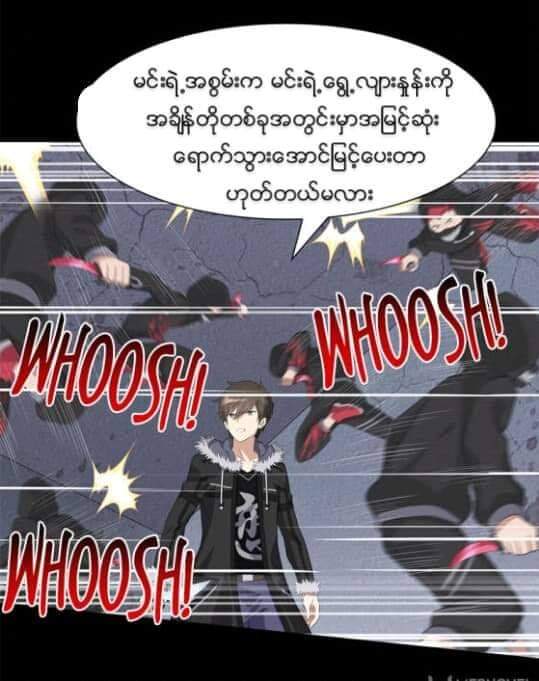 မင်းရဲ့အစွမ်းက မင်းရဲ့ရွေ့လျားနှုန်းကို
အချိန်တိုတစ်ခုအတွင်းမှာအမြင့်ဆုံး
ရောက်သွားအောင်မြှင့်ပေးတာ
ဟုတ်တယ်မလား
WHOOSH!
WHOOSH!
WHOOSH!